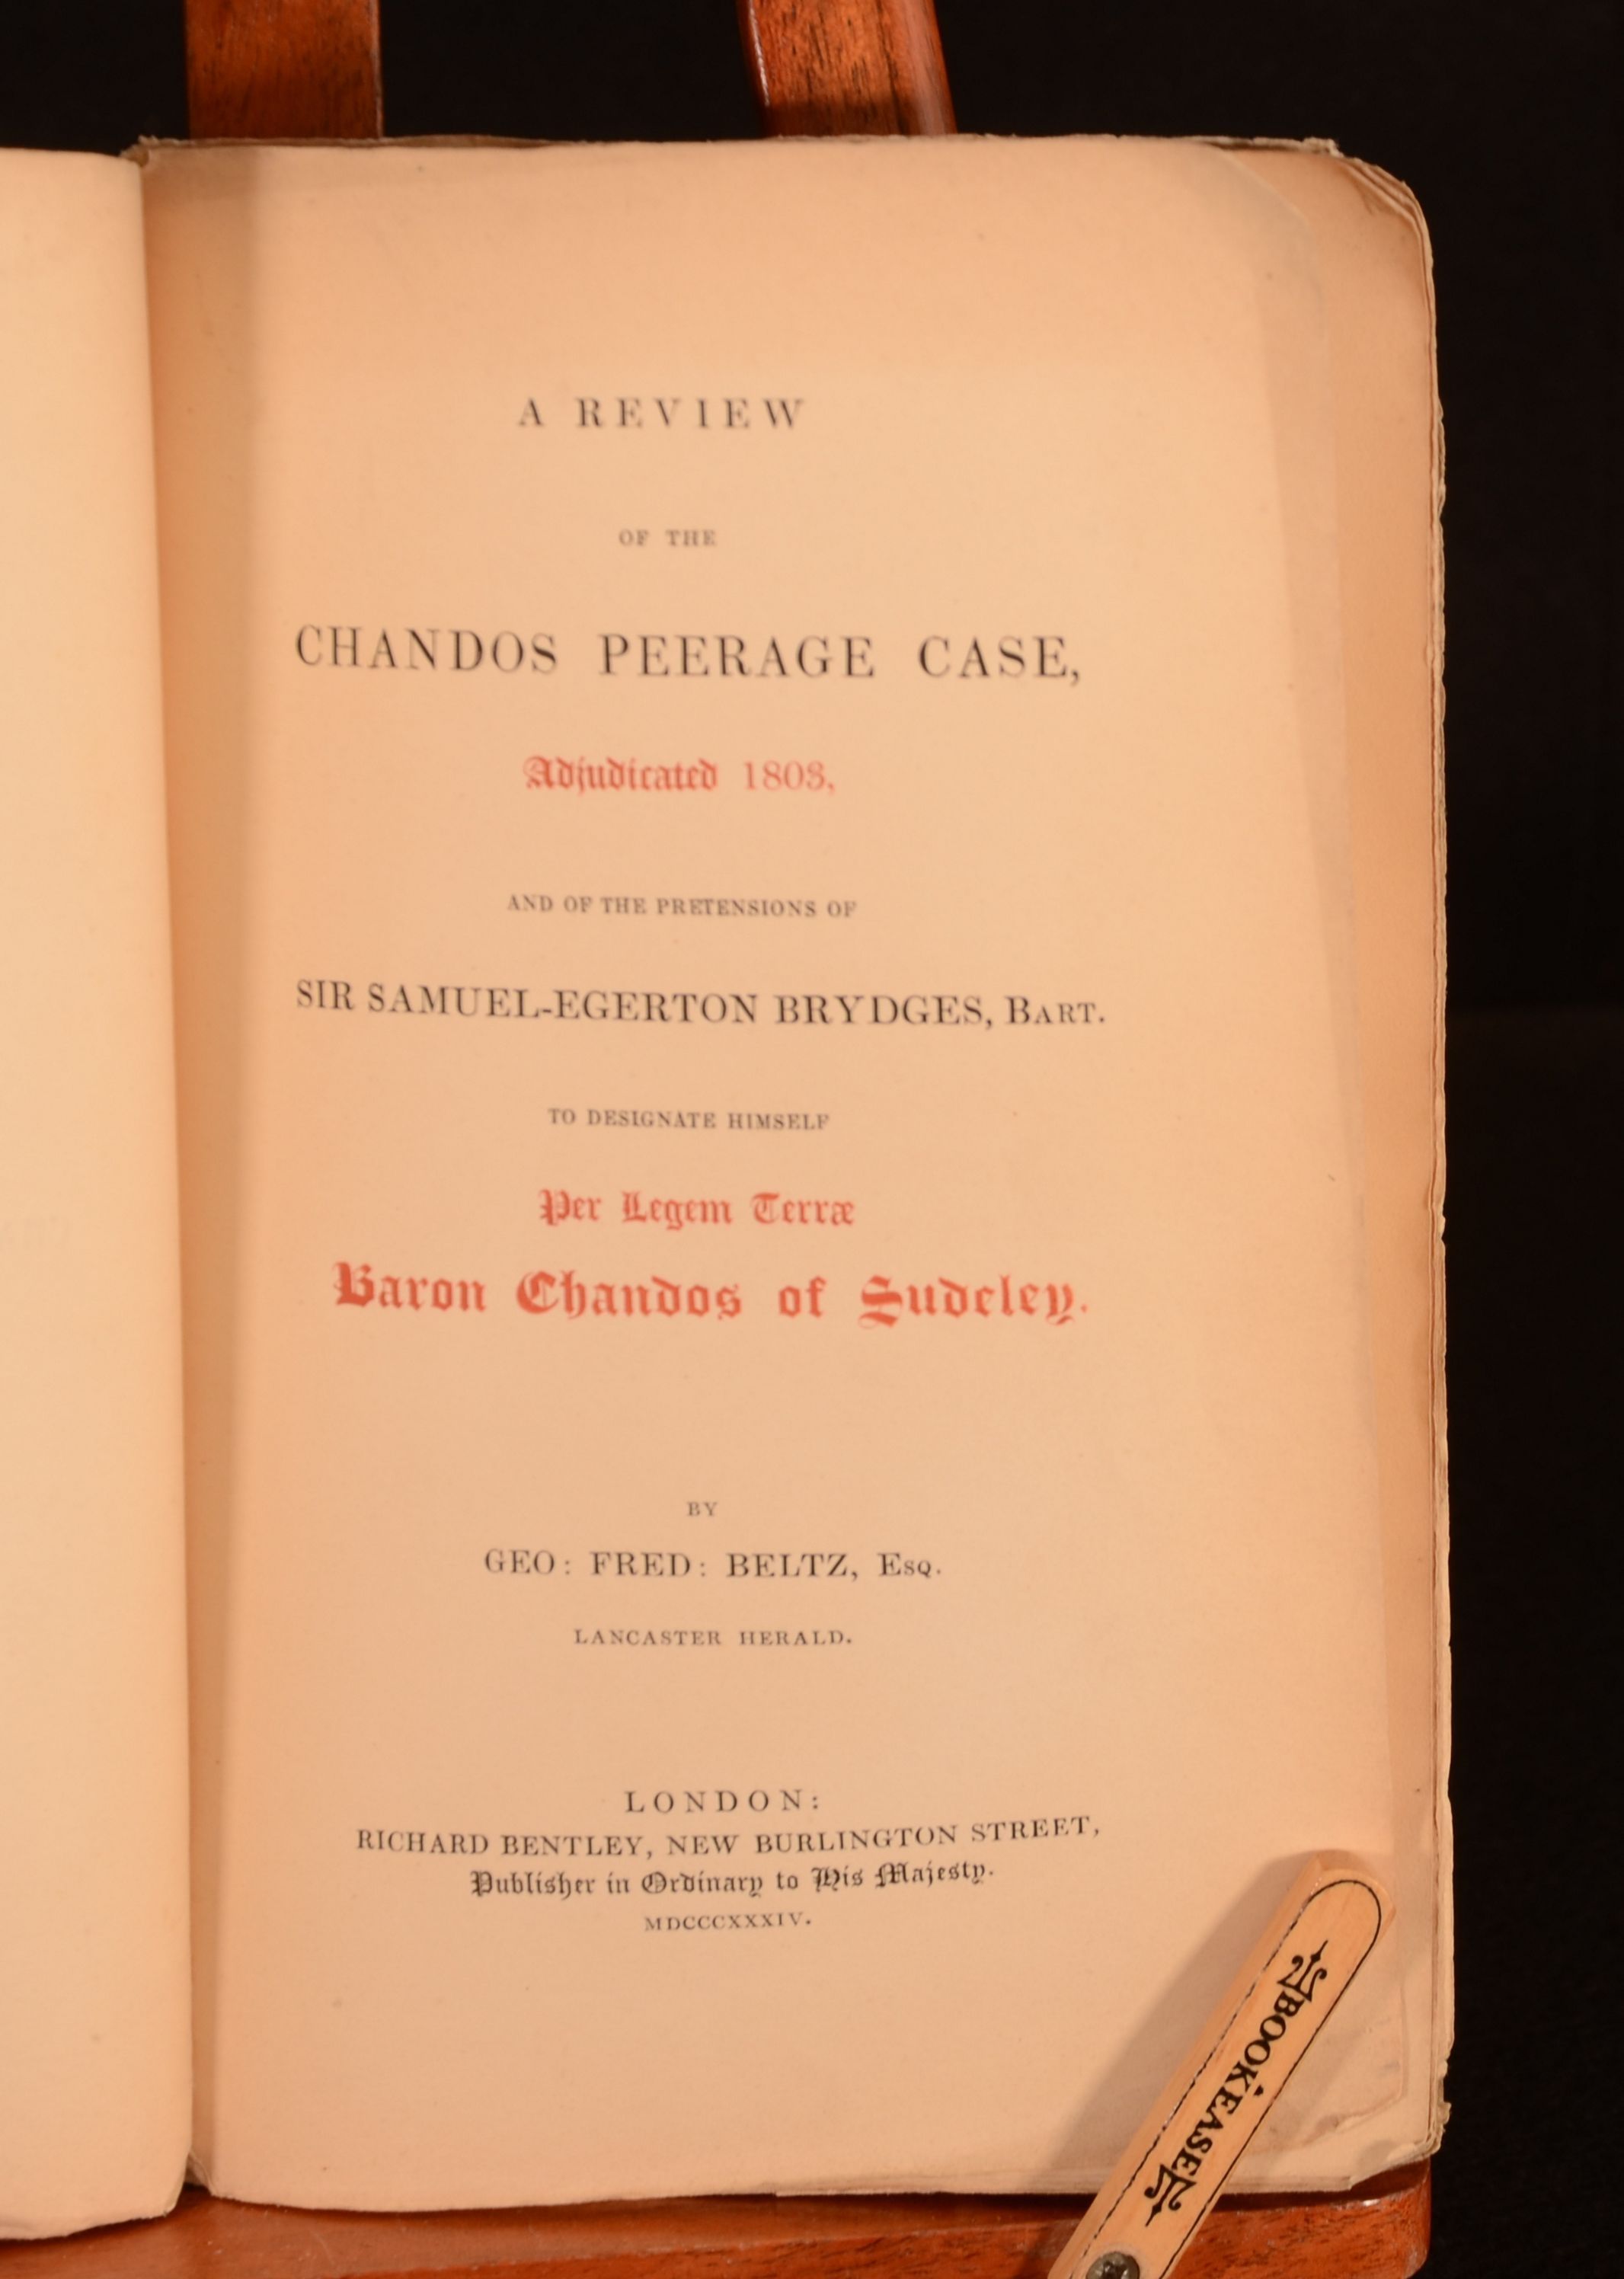 A REVIEW
OF THE
CHANDOS PEERAGE CASE,
Adjudicated 1803,
AND OF THE PRETENSIONS OF
SIR SAMUEL-EGERTON BRYDGES, BART.
TO DESIGNATE HIMSELF
Per Legem Terræ
Baron Chandos of Sudeley.
BY
GEO: FRED: BELTZ, ESQ.
LANCASTER HERALD.
LONDON:
RICHARD BENTLEY, NEW BURLINGTON STREET,
Publisher in Ordinary to His Majesty.
MDCCCXXXIV.
BOOKEASE